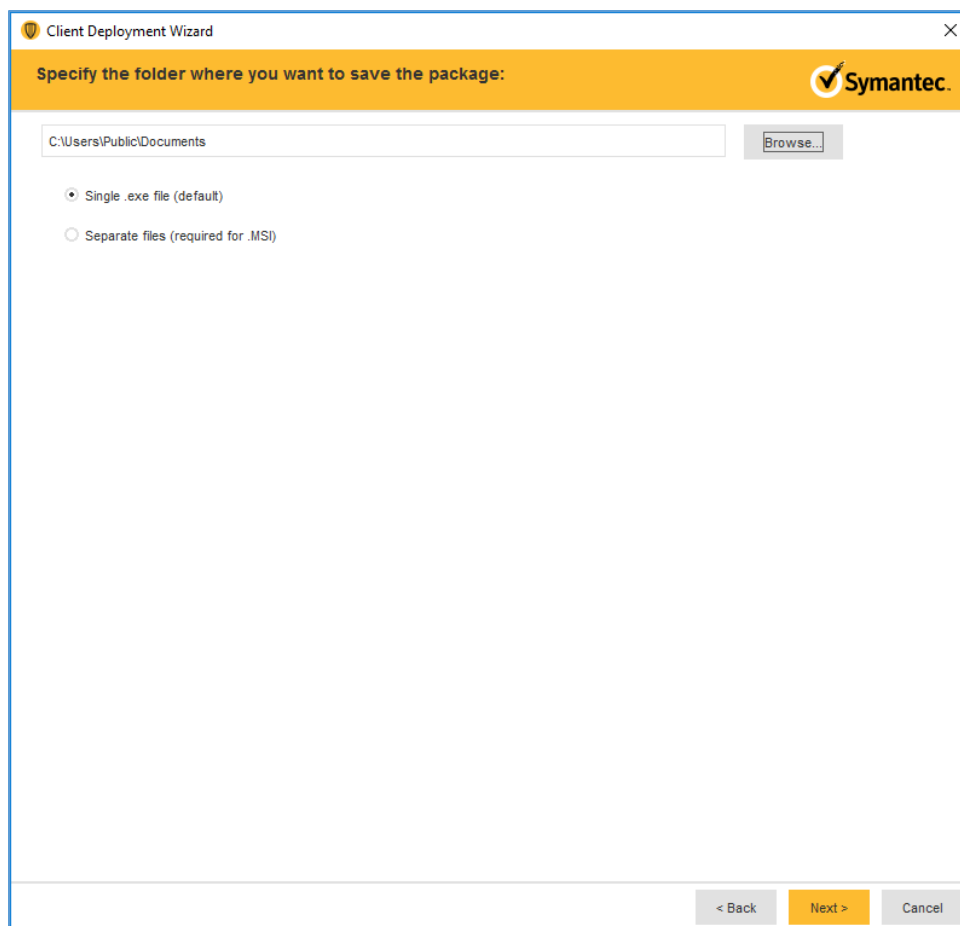 Client Deployment Wizard
Specify the folder where you want to save the package:
Symantec.
C:\Users\Public\Documents
Browse...
Single .exe file (default)
Separate files (required for .MSI)
< Back
Next >
Cancel